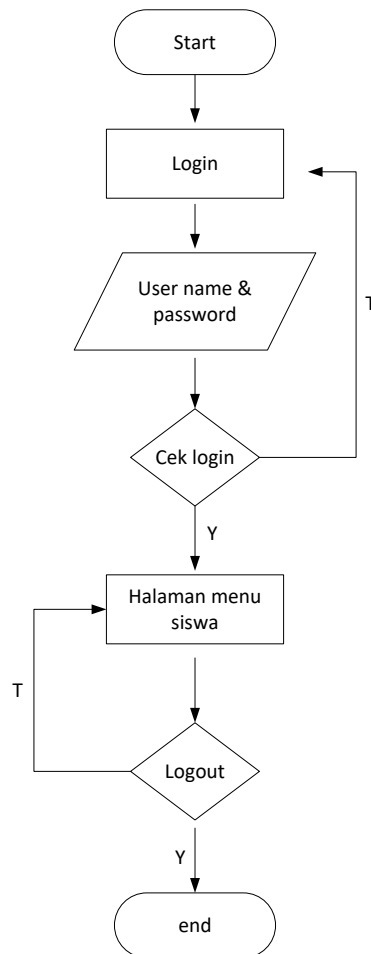 Start
Login
User name &
password
T
Cek login
Y
Halaman menu
siswa
T
Logout
Y
end